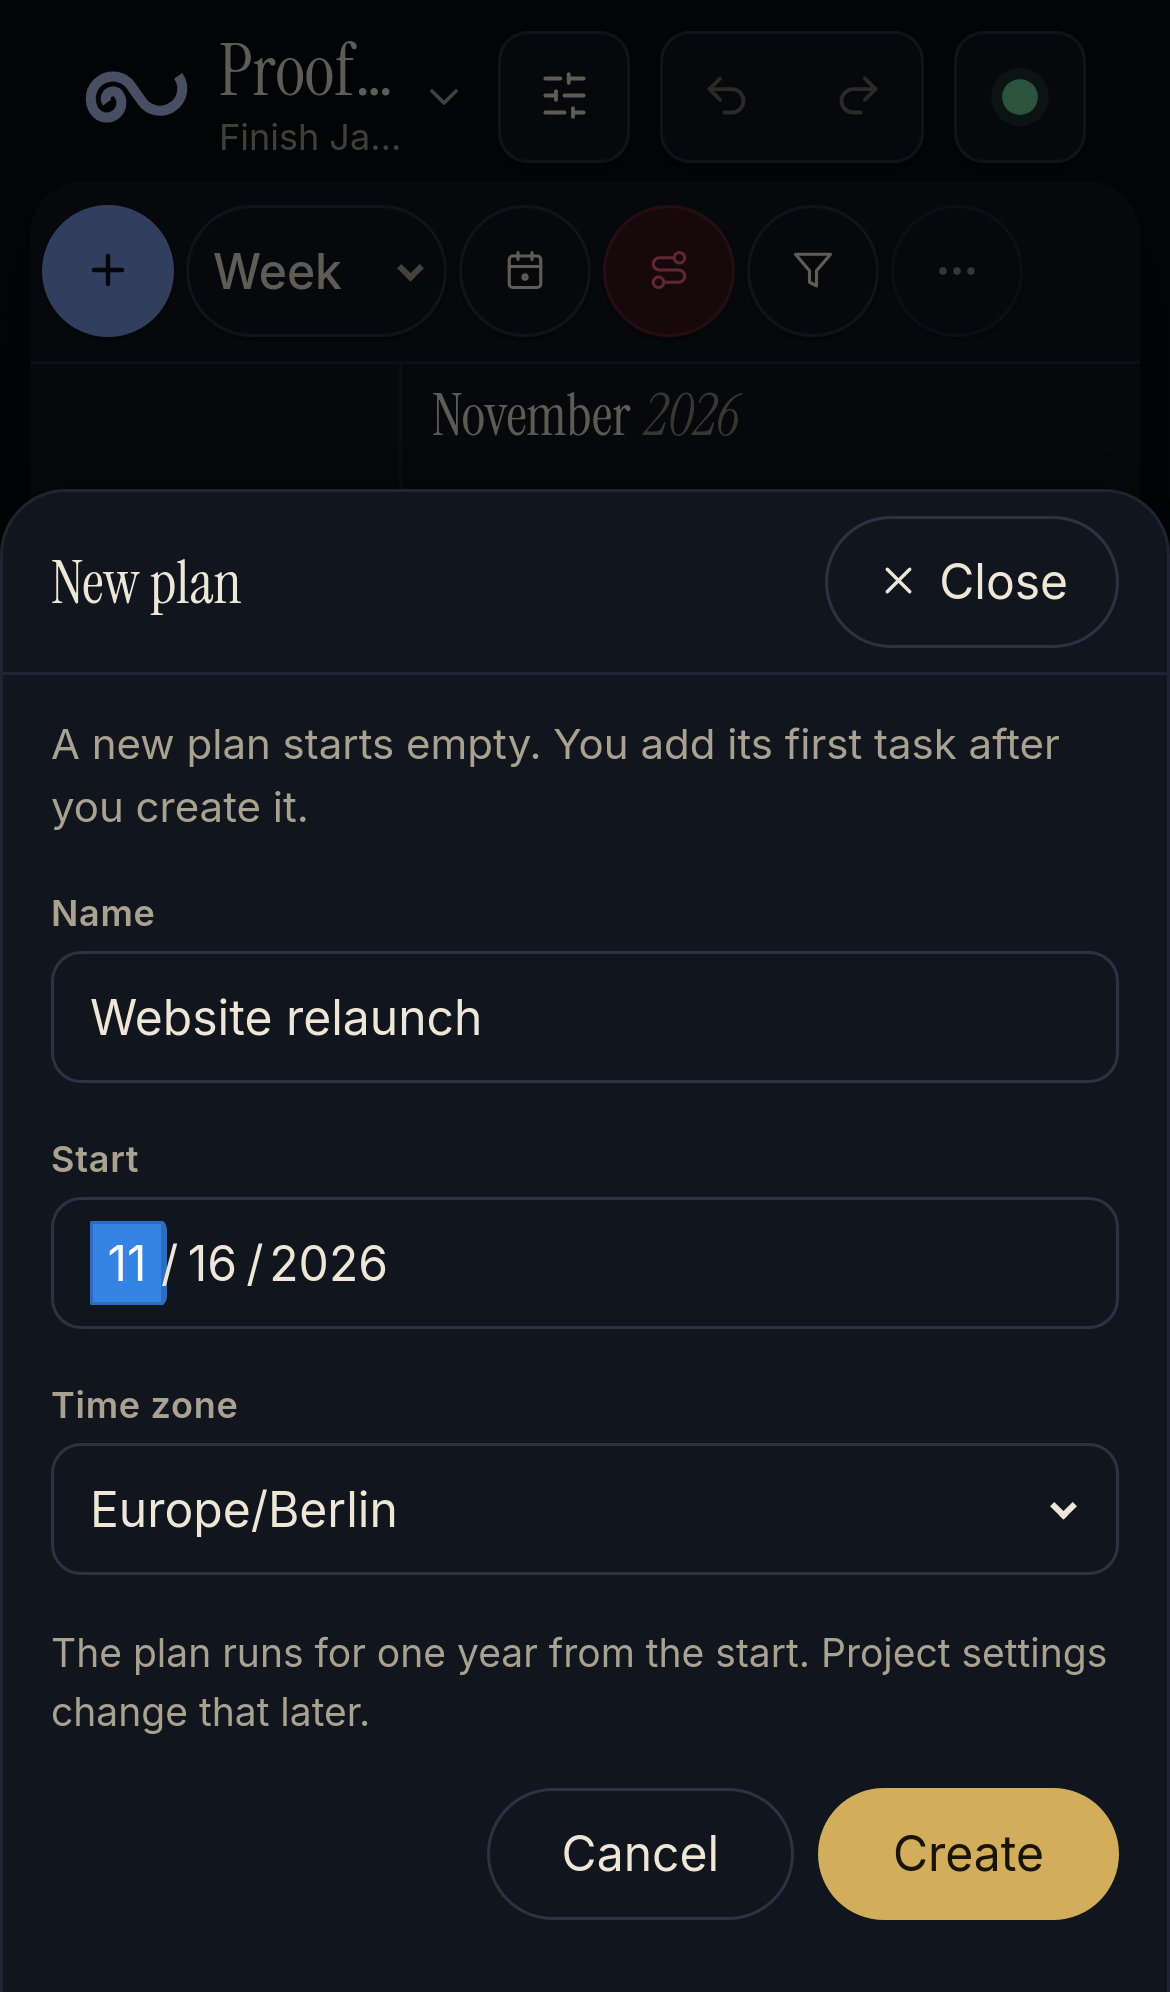 Proof…
Finish Ja…
Week
November 2026
New plan
Close
A new plan starts empty. You add its first task after
you create it.
Name
Website relaunch
Start
11/16/2026
Time zone
Europe/Berlin
The plan runs for one year from the start. Project settings
change that later.
Cancel
Create